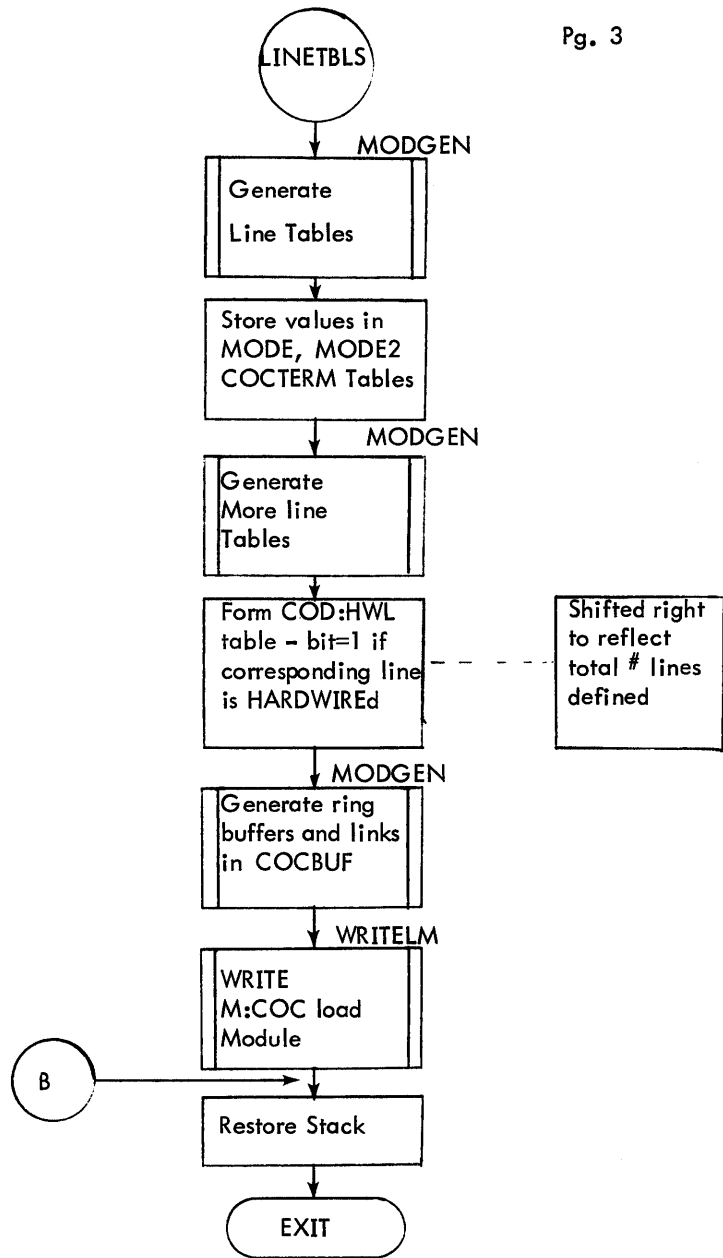 Pg. 3
LINETBLS
MODGEN
Generate
Line Tables
Store values in
MODE, MODE2
COCTERM Tables
MODGEN
Generate
More line
Tables
Form COD:HWL
table - bit=1 if
corresponding line
is HARDWIREd
Shifted right
to reflect
total # lines
defined
MODGEN
Generate ring
buffers and links
in COCBUF
WRITELM
WRITE
M:COC load
Module
B
Restore Stack
EXIT